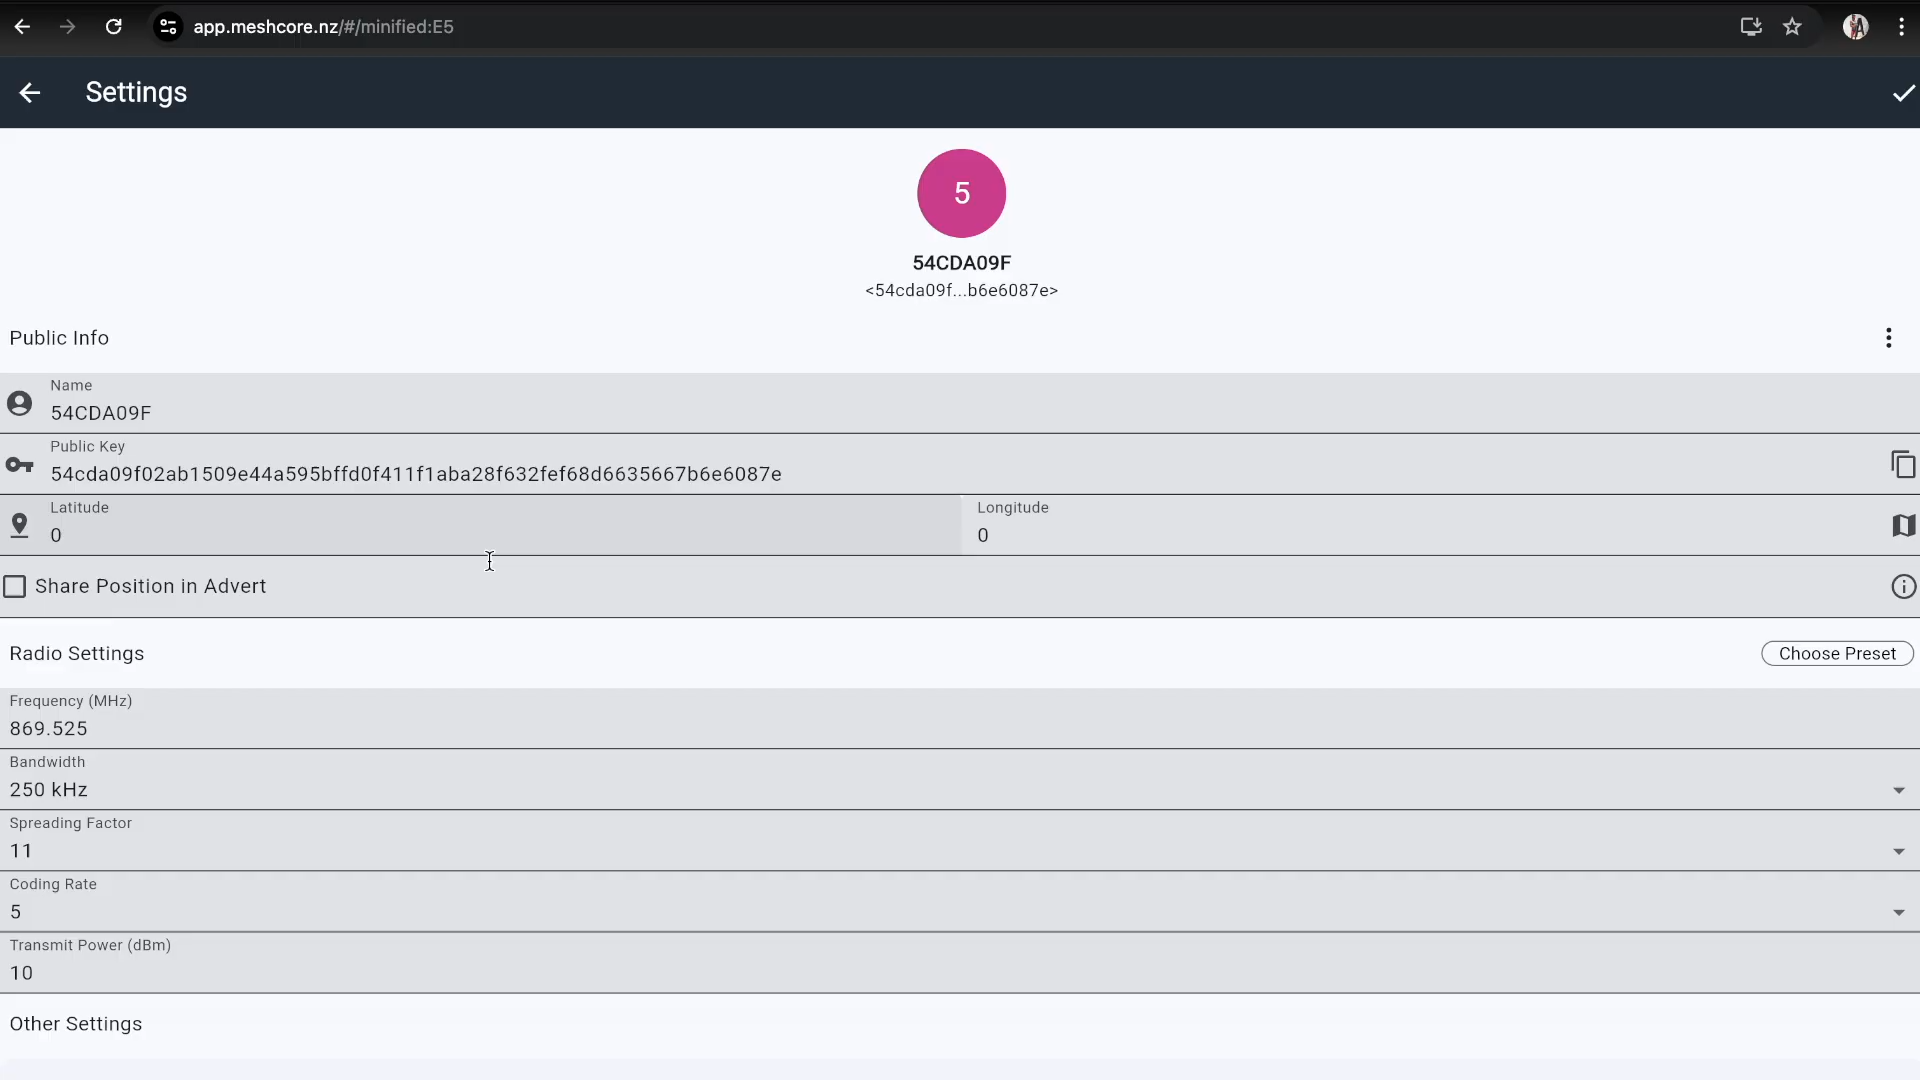 app.meshcore.nz/#/minified:E5
Settings
5
54CDA09F
<54cda09f...b6e6087e>
Public Info
Name
54CDA09F
Public Key
54cda09f02ab1509e44a595bffd0f411f1aba28f632fef68d6635667b6e6087e
Latitude
0
Longitude
0
Share Position in Advert
Radio Settings
Choose Preset
Frequency (MHz)
869.525
Bandwidth
250 kHz
Spreading Factor
11
Coding Rate
5
Transmit Power (dBm)
10
Other Settings